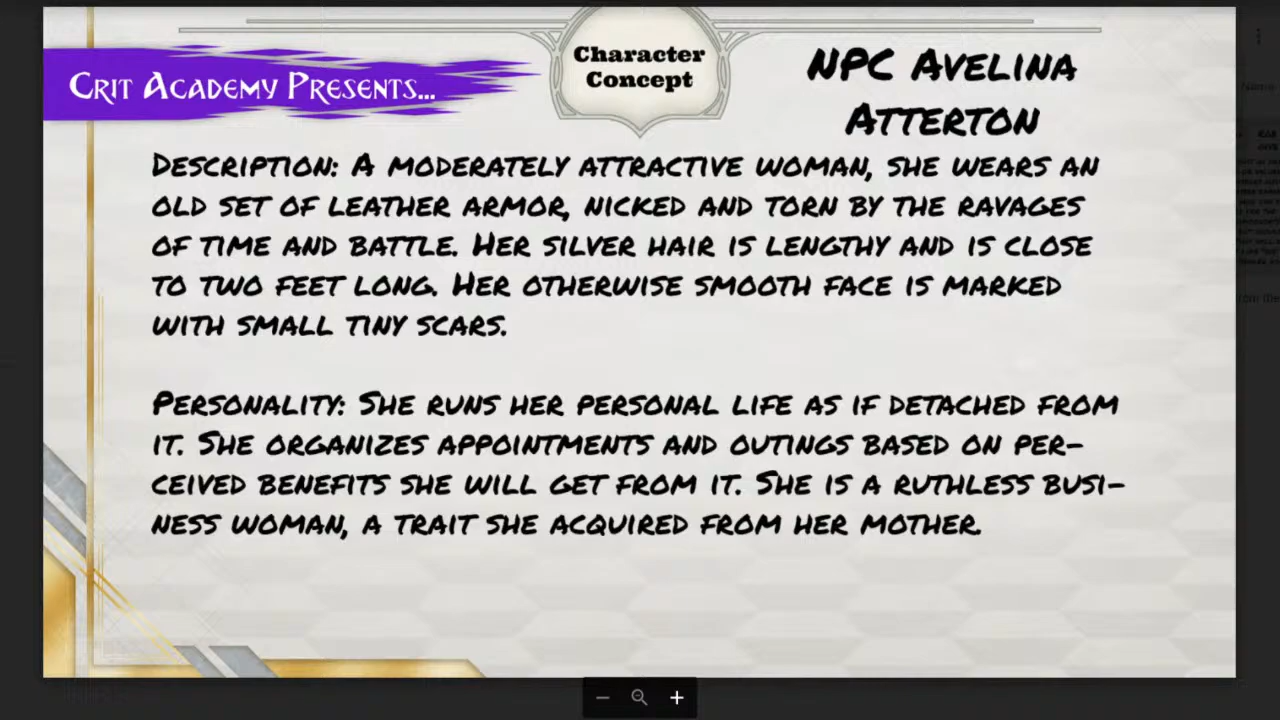 Crit Academy Presents...
Character
Concept
NPC Avelina
Atterton
Description: A moderately attractive woman, she wears an
old set of leather armor, nicked and torn by the ravages
of time and battle. Her silver hair is lengthy and is close
to two feet long. Her otherwise smooth face is marked
with small tiny scars.
Personality: She runs her personal life as if detached from
it. She organizes appointments and outings based on per-
ceived benefits she will get from it. She is a ruthless busi-
ness woman, a trait she acquired from her mother.